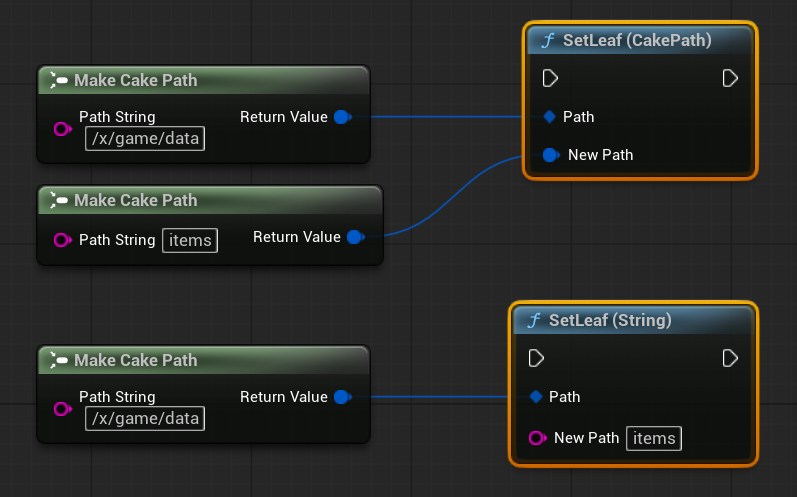 Make Cake Path
Path String
/x/game/data
Return Value
SetLeaf (CakePath)
Path
New Path
Make Cake Path
Path String items
Return Value
SetLeaf (String)
Path
New Path items
Make Cake Path
Path String
/x/game/data
Return Value